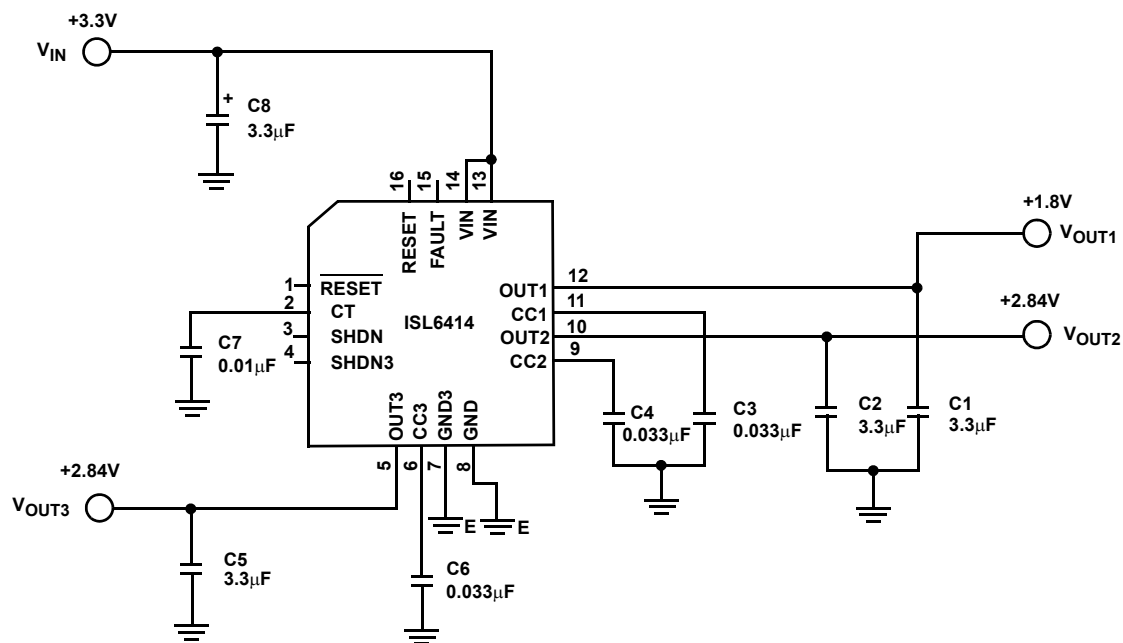 +3.3V
VIN
+
C8
3.3µF
16
15
14
13
RESET
FAULT
VIN
VIN
+1.8V
VOUT1
1
RESET
2
CT
3
SHDN
4
SHDN3
ISL6414
OUT1
12
CC1
11
OUT2
10
CC2
9
+2.84V
VOUT2
C7
0.01µF
OUT3
CC3
GND3
GND
5
6
7
8
C4
0.033µF
C3
0.033µF
C2
3.3µF
C1
3.3µF
+2.84V
VOUT3
E
E
C5
3.3µF
C6
0.033µF